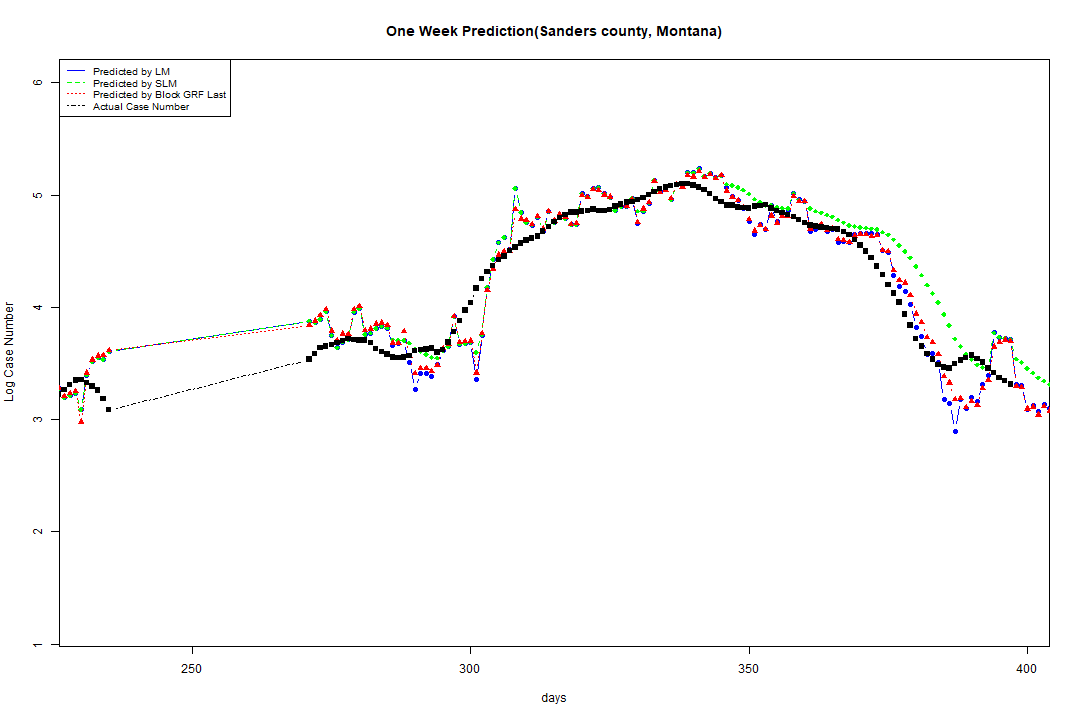 One Week Prediction(Sanders county, Montana)
Predicted by LM
Predicted by SLM
Predicted by Block GRF Last
Actual Case Number
6
5
4
3
2
1
Log Case Number
250
300
350
400
days